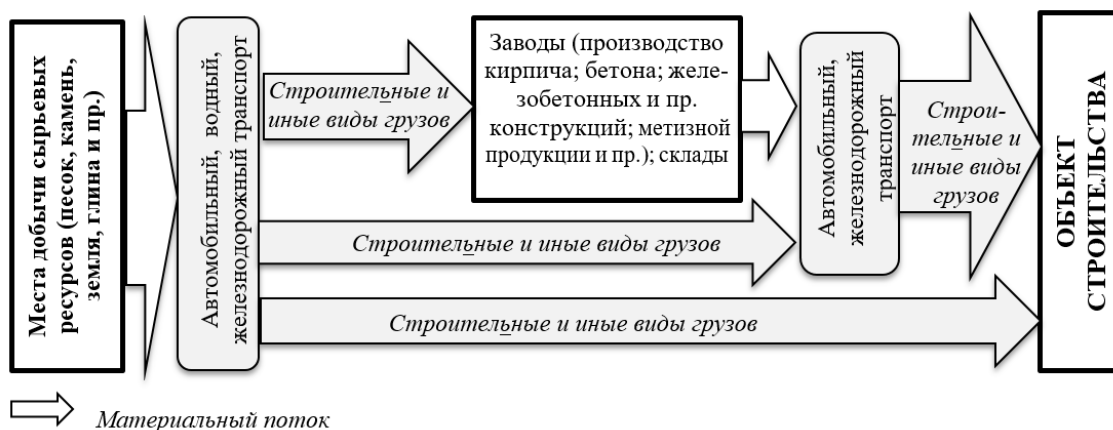 Места добычи сырьевых
ресурсов (песок, камень,
земля, глина и пр.)
Автомобильный, водный,
железнодорожный транспорт
Строительные и
иные виды грузов
Заводы (производство
кирпича; бетона; желе-
зобетонных и пр.
конструкций; метизной
продукции и пр.); склады
Автомобильный,
железнодорожный
транспорт
Строи-
тельные и
иные виды
грузов
ОБЪЕКТ
СТРОИТЕЛЬСТВА
Строительные и иные виды грузов
Строительные и иные виды грузов
Материальный поток